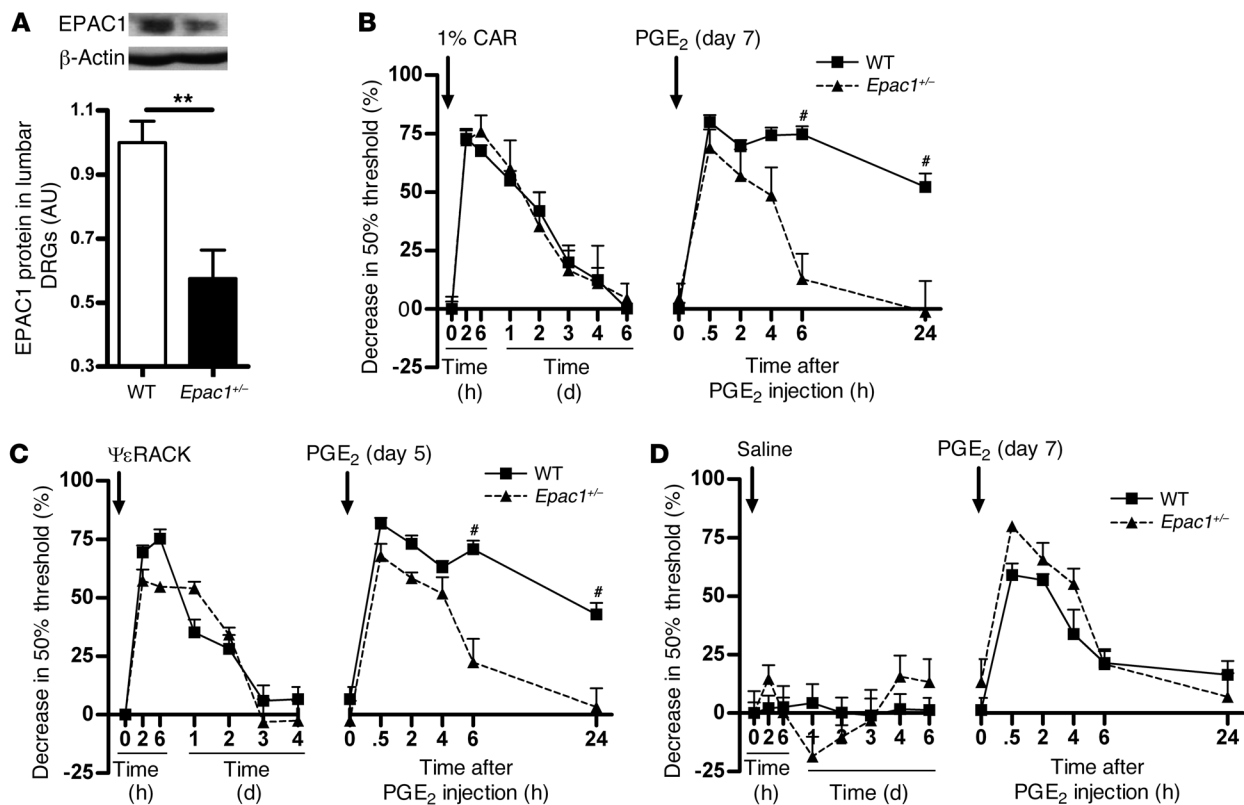 A
EPAC1
β-Actin
**
EPAC1 protein in lumbar
DRGs (AU)
1.1
0.9
0.7
0.5
0.3
WT
Epac1+/–
B
1% CAR
PGE2 (day 7)
WT
Epac1+/–
Decrease in 50% threshold (%)
100
75
50
25
0
-25
0
# #
0 2 6 1 2 3 4 6
0 .5 2 4 6 24
Time
(h)
Time
(d)
Time after
PGE2 injection (h)
C
ΨεRACK
PGE2 (day 5)
WT
Epac1+/–
Decrease in 50% threshold (%)
100
75
50
25
0
-25
# #
0 2 6 1 2 3 4
0 .5 2 4 6 24
Time
(h)
Time
(d)
Time after
PGE2 injection (h)
D
Saline
PGE2 (day 7)
WT
Epac1+/–
Decrease in 50% threshold (%)
100
75
50
25
0
-25
0 2 6 1 2 3 4 6
0 .5 2 4 6 24
Time
(h)
Time (d)
Time after
PGE2 injection (h)